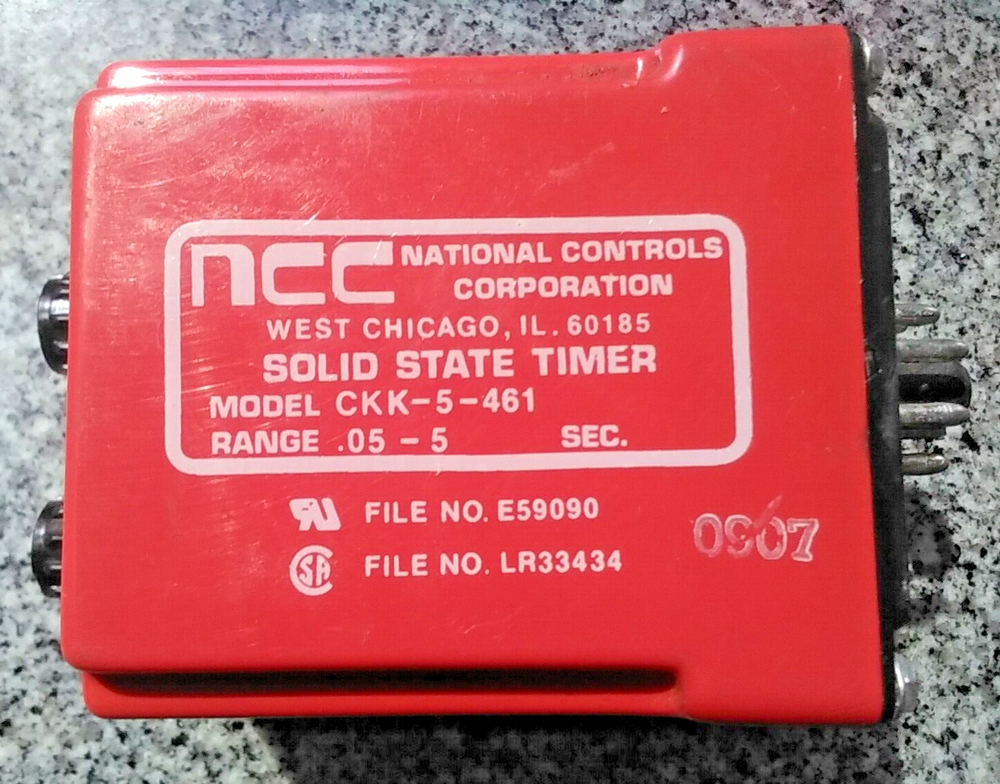 ncc NATIONAL CONTROLS
CORPORATION
WEST CHICAGO, IL. 60185
SOLID STATE TIMER
MODEL CKK-5-461
RANGE .05 - 5 SEC.
FILE NO. E59090
FILE NO. LR33434
0907